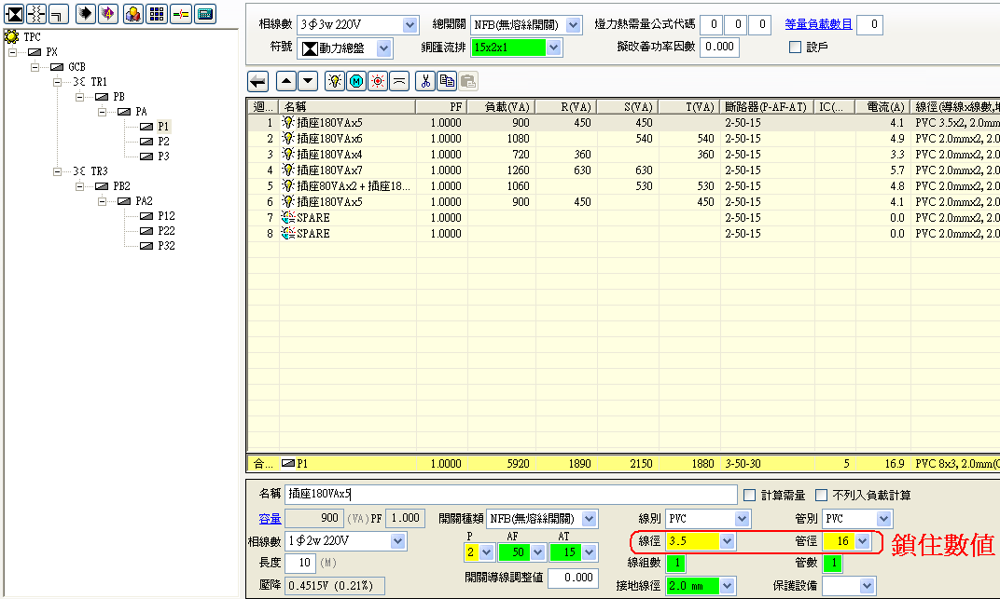 相線數 3ψ3w 220V 總開關 NFB(無熔絲開關) 燈力熱需量公式代碼 0 0 0 等量負載數目 0
符號 動力總盤 銅匯流排 15x2x1 擬改善功率因數 0.000 設戶
TPC
PX
GCB
TR1
PB
PA
P1
P2
P3
TR3
PB2
PA2
P12
P22
P32
週... 名稱 PF 負載(VA) R(VA) S(VA) T(VA) 斷路器(P-AF-AT) IC(... 電流(A) 線徑(導線x線數,地
1 插座180VAx5 1.0000 900 450 450 2-50-15 4.1 PVC 3.5x2, 2.0mm
2 插座180VAx6 1.0000 1080 540 540 2-50-15 4.9 PVC 2.0mmx2, 2.0
3 插座180VAx4 1.0000 720 360 360 2-50-15 3.3 PVC 2.0mmx2, 2.0
4 插座180VAx7 1.0000 1260 630 630 2-50-15 5.7 PVC 2.0mmx2, 2.0
5 插座80VAx2 + 插座18... 1.0000 1060 530 530 2-50-15 4.8 PVC 2.0mmx2, 2.0
6 插座180VAx5 1.0000 900 450 450 2-50-15 4.1 PVC 2.0mmx2, 2.0
7 SPARE 1.0000 2-50-15 0.0 PVC 2.0mmx2, 2.0
8 SPARE 1.0000 2-50-15 0.0 PVC 2.0mmx2, 2.0
合... P1 1.0000 5920 1890 2150 1880 3-50-30 5 16.9 PVC 8x3, 2.0mm(C
名稱 插座180VAx5 計算需量 不列入負載計算
容量 900 (VA) PF 1.000 開關種類 NFB(無熔絲開關) 線別 PVC 管別 PVC
相線數 1ψ2w 220V P AF AT 2 50 15 線徑 3.5 管徑 16 鎖住數值
長度 10 (M) 開關導線調整值 0.000 線組數 1 管數 1
壓降 0.4515V (0.21%) 接地線徑 2.0 mm 保護設備